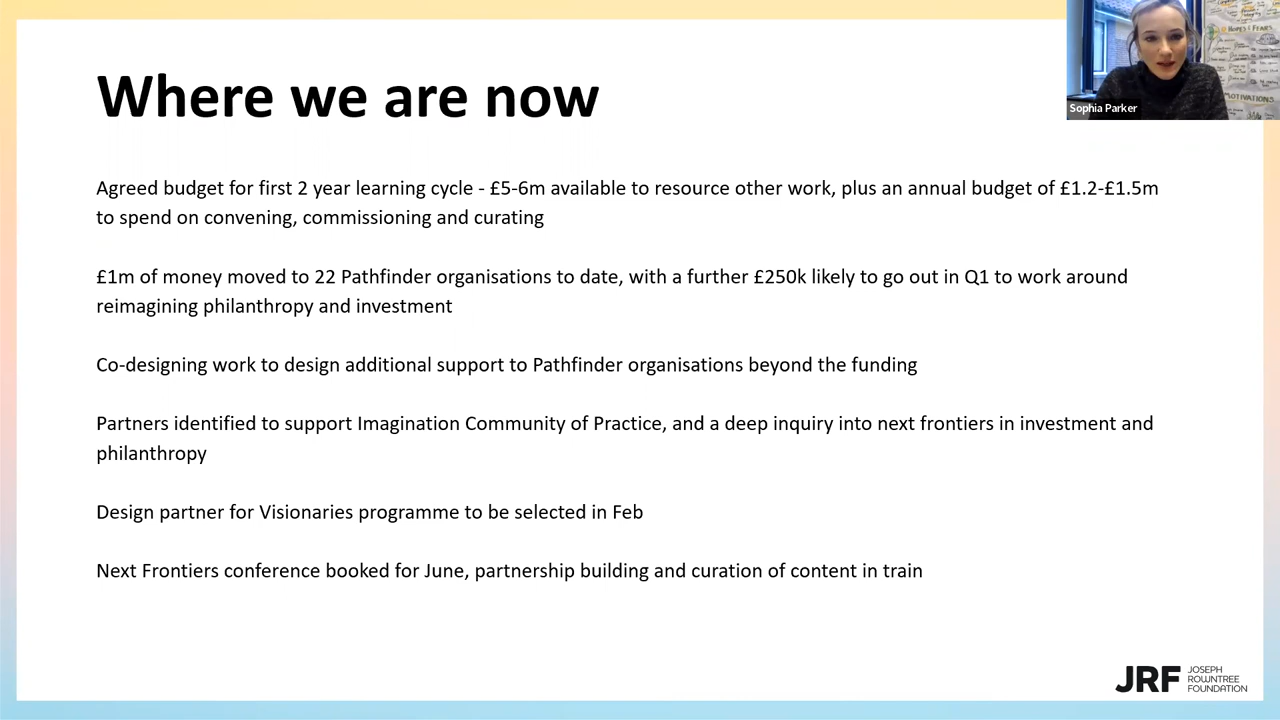 Where we are now
Sophia Parker
HOPES & FEARS
MOTIVATIONS
Agreed budget for first 2 year learning cycle - £5-6m available to resource other work, plus an annual budget of £1.2-£1.5m
to spend on convening, commissioning and curating
£1m of money moved to 22 Pathfinder organisations to date, with a further £250k likely to go out in Q1 to work around
reimagining philanthropy and investment
Co-designing work to design additional support to Pathfinder organisations beyond the funding
Partners identified to support Imagination Community of Practice, and a deep inquiry into next frontiers in investment and
philanthropy
Design partner for Visionaries programme to be selected in Feb
Next Frontiers conference booked for June, partnership building and curation of content in train
JRF
JOSEPH
ROWNTREE
FOUNDATION